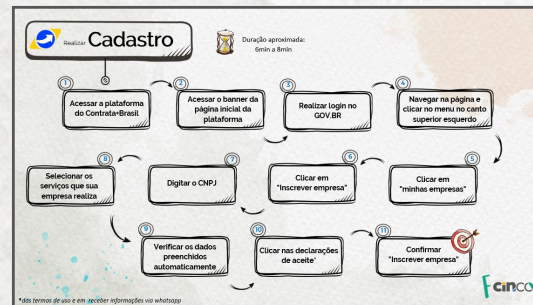 Realizar Cadastro
Duração aproximada:
6min a 8min
1
Acessar a plataforma
do Contrata+Brasil
2
Acessar o banner da
página inicial da
plataforma
3
Realizar login no
GOV.BR
4
Navegar na página e
clicar no menu no canto
superior esquerdo
5
Clicar em
"minhas empresas"
6
Clicar em
"Inscrever empresa"
7
Digitar o CNPJ
8
Selecionar os
serviços que sua
empresa realiza
9
Verificar os dados
preenchidos
automaticamente
10
Clicar nas declarações
de aceite*
11
Confirmar
"Inscrever empresa"
*dos termos de uso e em receber informações via whatsapp